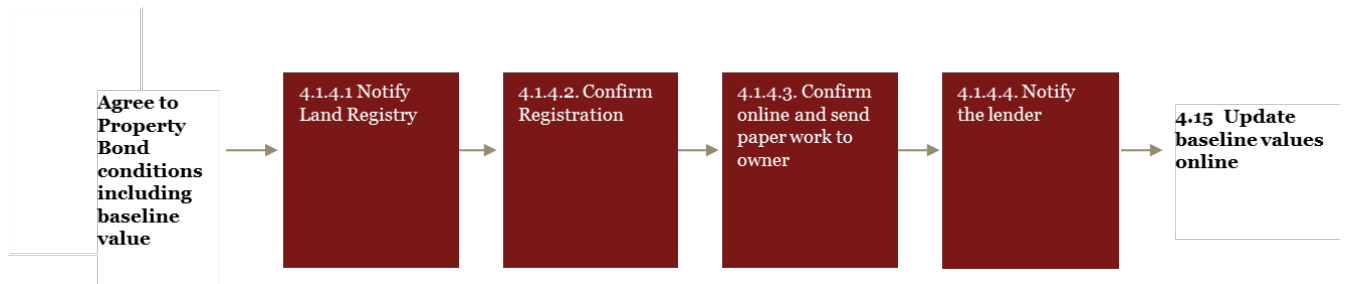 Agree to
Property
Bond
conditions
including
baseline
value
4.1.4.1 Notify
Land Registry
4.1.4.2. Confirm
Registration
4.1.4.3. Confirm
online and send
paper work to
owner
4.1.4.4. Notify
the lender
4.15 Update
baseline values
online